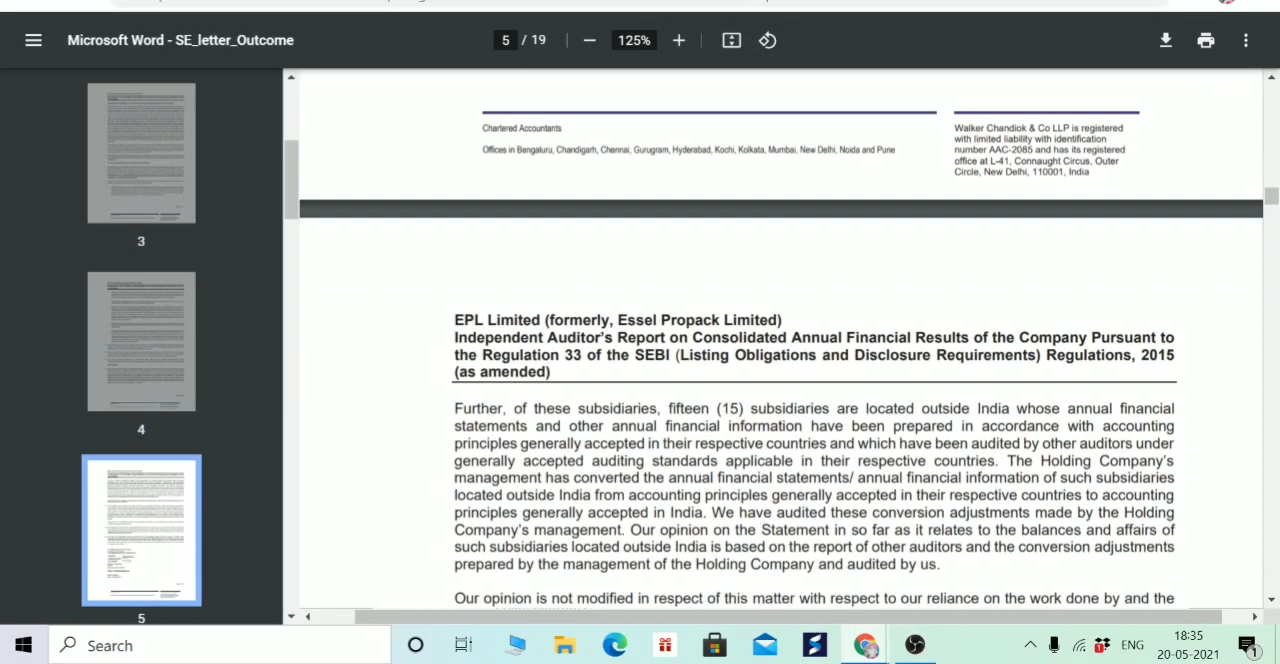 Microsoft Word - SE_letter_Outcome
5 / 19
125%
3
4
5
Chartered Accountants
Offices in Bengaluru, Chandigarh, Chennai, Gurugram, Hyderabad, Kochi, Kolkata, Mumbai, New Delhi, Noida and Pune
Walker Chandiok & Co LLP is registered
with limited liability with identification
number AAC-2085 and has its registered
office at L-41, Connaught Circus, Outer
Circle, New Delhi, 110001, India
EPL Limited (formerly, Essel Propack Limited)
Independent Auditor's Report on Consolidated Annual Financial Results of the Company Pursuant to
the Regulation 33 of the SEBI (Listing Obligations and Disclosure Requirements) Regulations, 2015
(as amended)
Further, of these subsidiaries, fifteen (15) subsidiaries are located outside India whose annual financial
statements and other annual financial information have been prepared in accordance with accounting
principles generally accepted in their respective countries and which have been audited by other auditors under
generally accepted auditing standards applicable in their respective countries. The Holding Company's
management has converted the annual financial statements/ annual financial information of such subsidiaries
located outside India from accounting principles generally accepted in their respective countries to accounting
principles generally accepted in India. We have audited these conversion adjustments made by the Holding
Company's management. Our opinion on the Statement in so far as it relates to the balances and affairs of
such subsidiaries located outside India is based on the report of other auditors and the conversion adjustments
prepared by the management of the Holding Company and audited by us.
Our opinion is not modified in respect of this matter with respect to our reliance on the work done by and the
Search
ENG
18:35
20-05-2021
1
1